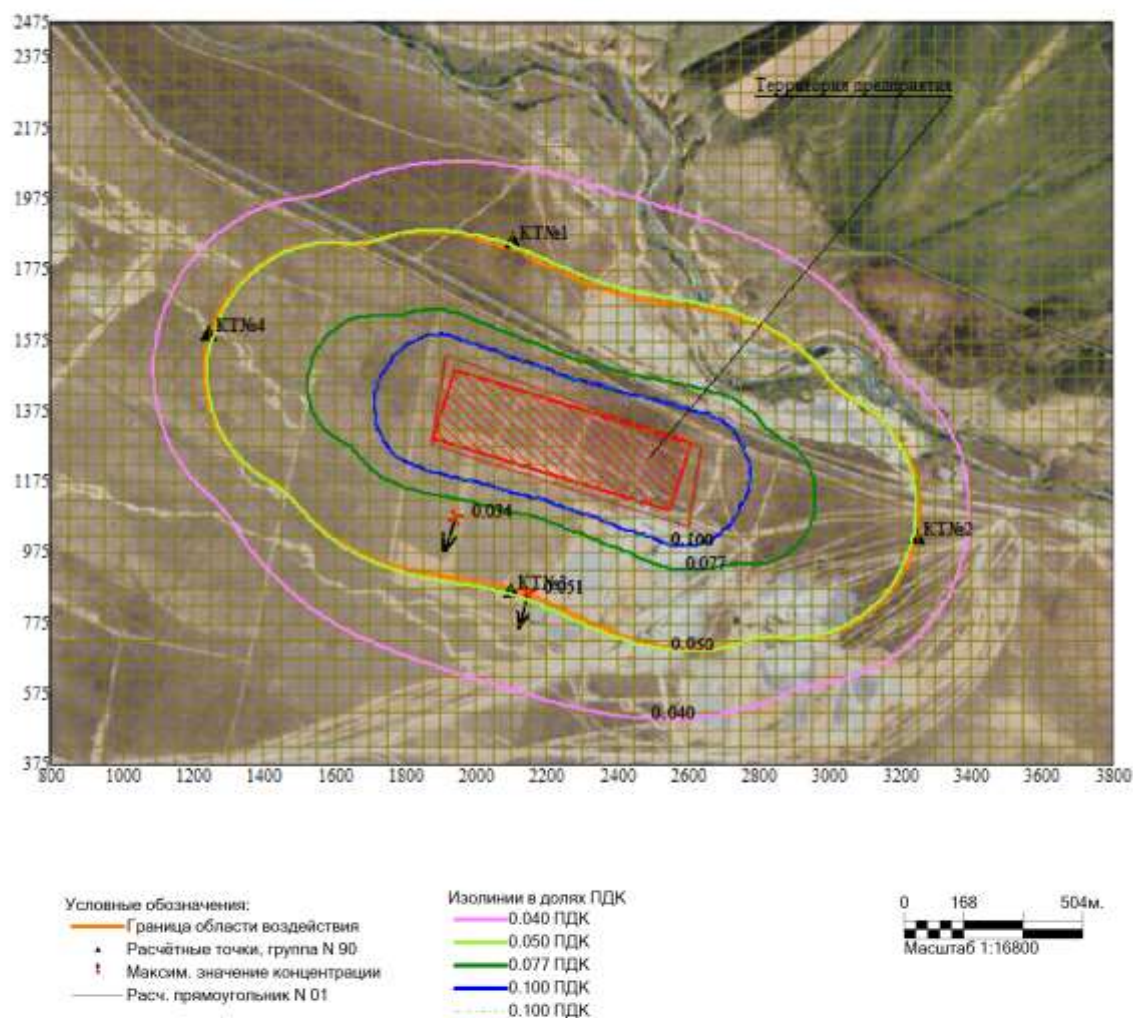 2475
2375
2175
1975
1775
1575
1375
1175
975
775
575
375
800 1000 1200 1400 1600 1800 2000 2200 2400 2600 2800 3000 3200 3400 3600 3800
Территория предприятия
КТ№1
КТ№4
0.094
0.100
КТ№2
0.077
0.051
0.050
0.040
Условные обозначения:
Граница области воздействия
Расчётные точки, группа N 90
Максим. значение концентрации
Расч. прямоугольник N 01
Изолинии в долях ПДК
0.040 ПДК
0.050 ПДК
0.077 ПДК
0.100 ПДК
0.100 ПДК
0 168 504м.
Масштаб 1:16800